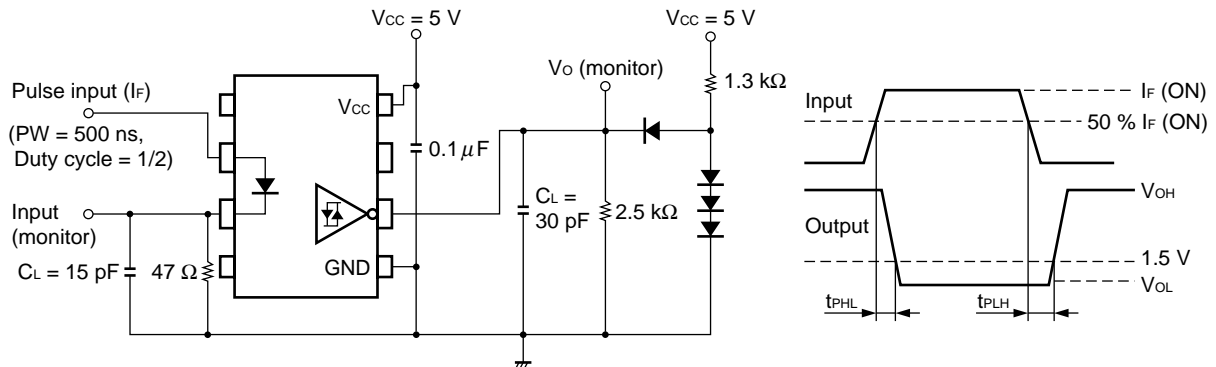 VCC = 5 V
VCC = 5 V
Pulse input (IF)
(PW = 500 ns,
Duty cycle = 1/2)
VCC
0.1 μF
VO (monitor)
1.3 kΩ
Input
(monitor)
CL = 15 pF
47 Ω
GND
CL =
30 pF
2.5 kΩ
Input
IF (ON)
50 % IF (ON)
Output
VOH
1.5 V
VOL
tPHL
tPLH